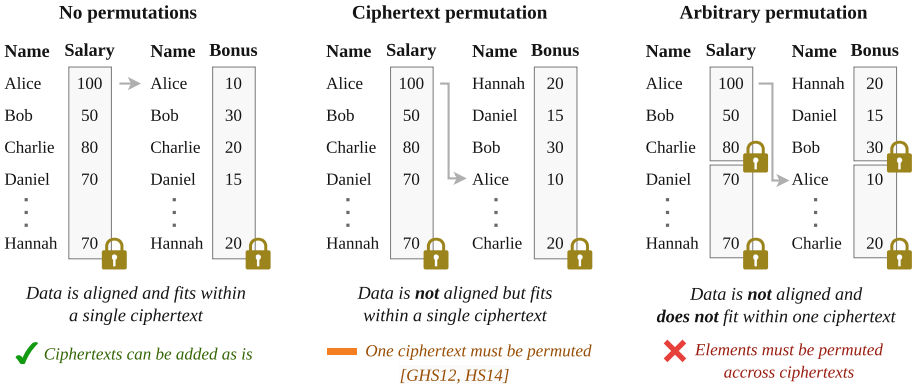 No permutations
Name Salary Name Bonus
Alice 100 Alice 10
Bob 50 Bob 30
Charlie 80 Charlie 20
Daniel 70 Daniel 15
Hannah 70 Hannah 20
Data is aligned and fits within
a single ciphertext
Ciphertexts can be added as is
Ciphertext permutation
Name Salary Name Bonus
Alice 100 Hannah 20
Bob 50 Daniel 15
Charlie 80 Bob 30
Daniel 70 Alice 10
Hannah 70 Charlie 20
Data is not aligned but fits
within a single ciphertext
One ciphertext must be permuted
[GHS12, HS14]
Arbitrary permutation
Name Salary Name Bonus
Alice 100 Hannah 20
Bob 50 Daniel 15
Charlie 80 Bob 30
Daniel 70 Alice 10
Hannah 70 Charlie 20
Data is not aligned and
does not fit within one ciphertext
Elements must be permuted
accross ciphertexts